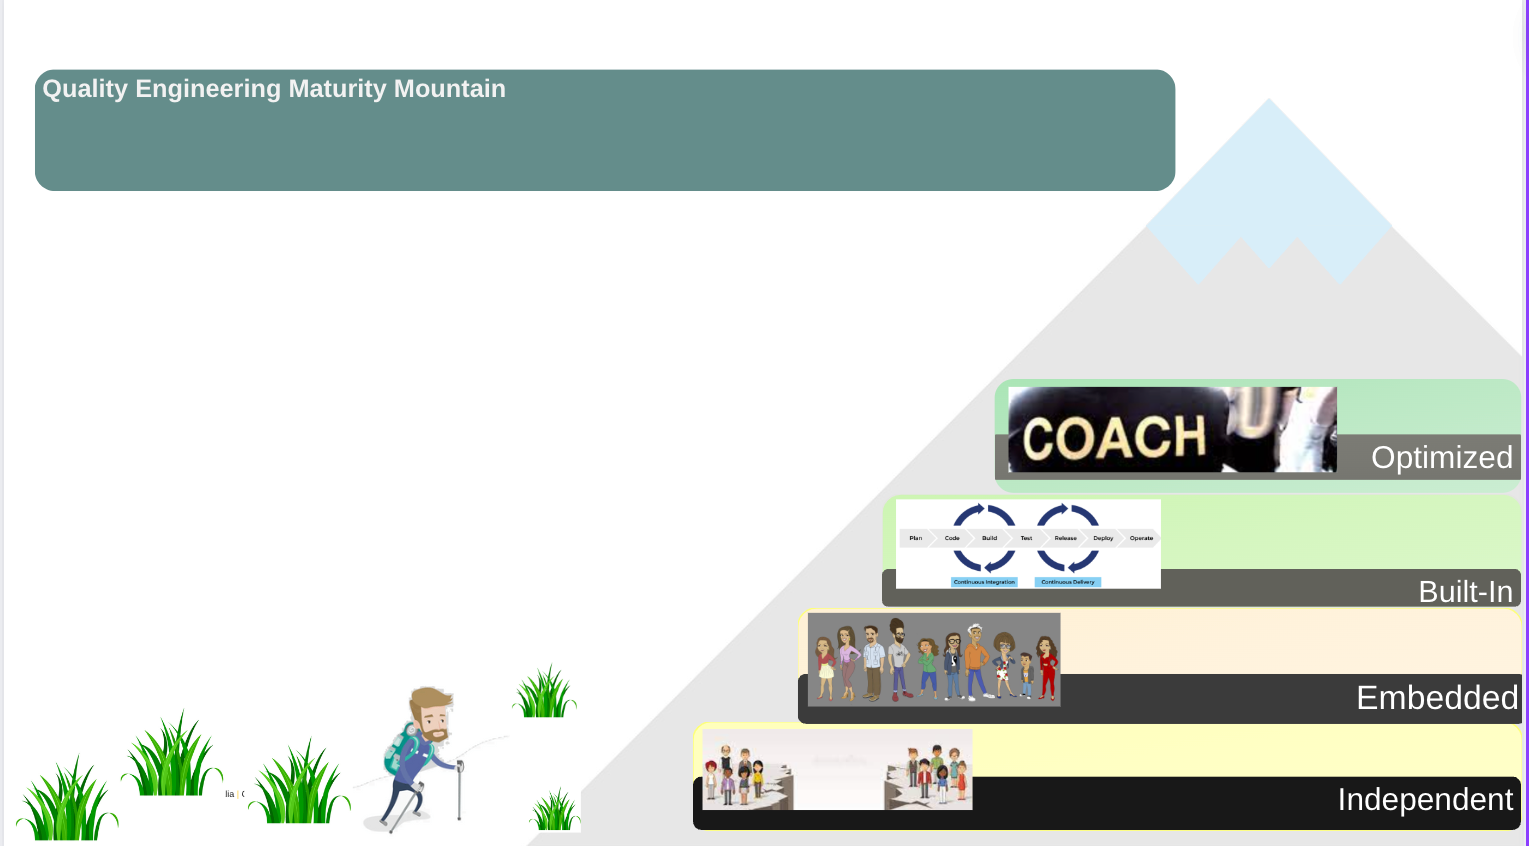 Quality Engineering Maturity Mountain
COACH
Optimized
Plan Code Build Test Release Deploy Operate
Continuous Integration Continuous Delivery
Built-In
Embedded
lia
Independent